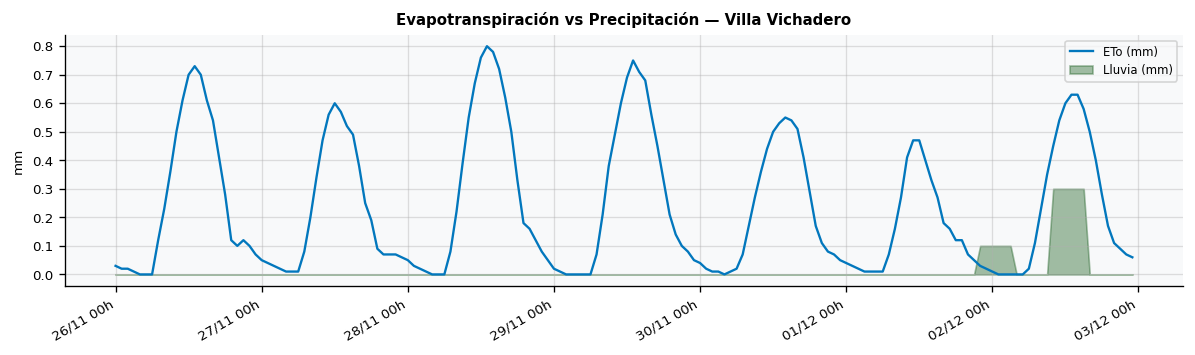 Evapotranspiración vs Precipitación — Villa Vichadero
ETo (mm)
Lluvia (mm)
mm
0.8
0.7
0.6
0.5
0.4
0.3
0.2
0.1
0.0
26/11 00h
27/11 00h
28/11 00h
29/11 00h
30/11 00h
01/12 00h
02/12 00h
03/12 00h